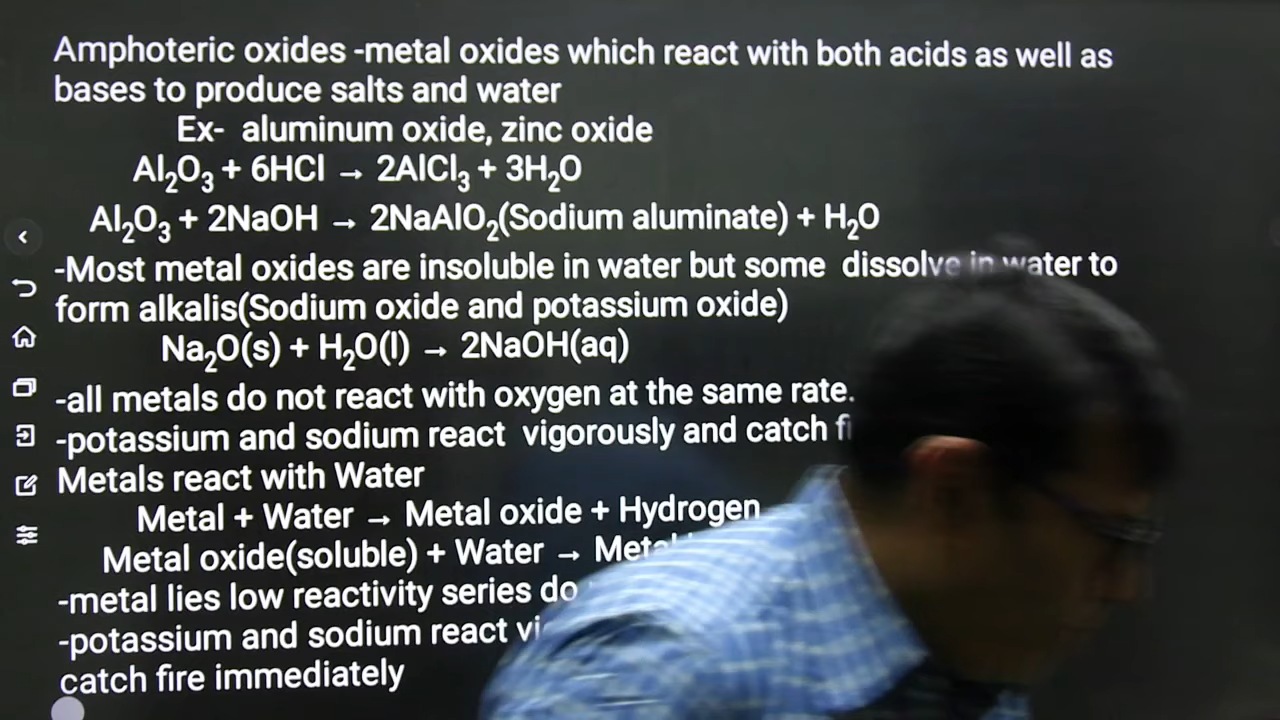 Amphoteric oxides -metal oxides which react with both acids as well as
bases to produce salts and water
Ex- aluminum oxide, zinc oxide
Al₂O₃ + 6HCl → 2AlCl₃ + 3H₂O
Al₂O₃ + 2NaOH → 2NaAlO₂(Sodium aluminate) + H₂O
-Most metal oxides are insoluble in water but some dissolve in water to
form alkalis(Sodium oxide and potassium oxide)
Na₂O(s) + H₂O(l) → 2NaOH(aq)
-all metals do not react with oxygen at the same rate.
-potassium and sodium react vigorously and catch
Metals react with Water
Metal + Water → Metal oxide + Hydrogen
Metal oxide(soluble) + Water → Metal
-metal lies low reactivity series do
-potassium and sodium react
catch fire immediately